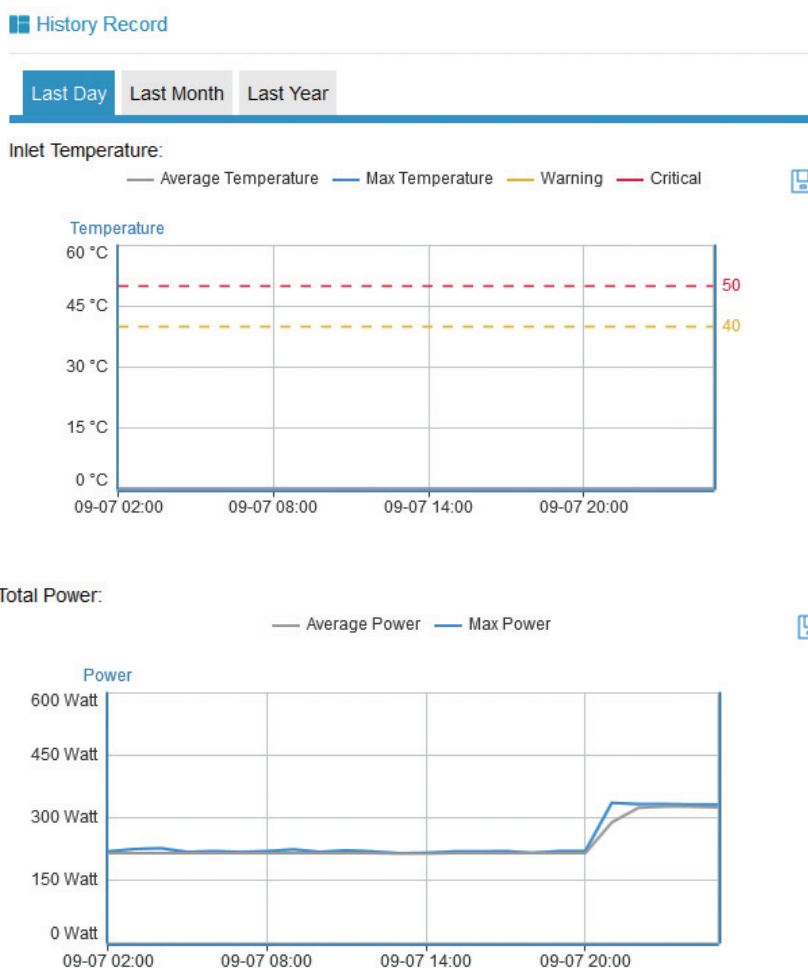 History Record
Last Day Last Month Last Year
Inlet Temperature:
Average Temperature Max Temperature Warning Critical
Temperature
60 °C
50
45 °C
40
30 °C
15 °C
0 °C
09-07 02:00 09-07 08:00 09-07 14:00 09-07 20:00
Total Power:
Average Power Max Power
Power
600 Watt
450 Watt
300 Watt
150 Watt
0 Watt
09-07 02:00 09-07 08:00 09-07 14:00 09-07 20:00